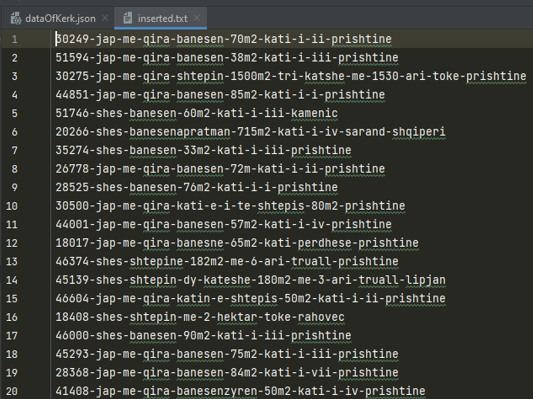 dataOfKerk.json inserted.txt
1 30249-jap-me-qira-banesen-70m2-kati-i-ii-prishtine
2 51594-jap-me-qira-banesen-38m2-kati-i-iii-prishtine
3 30275-jap-me-qira-shtepin-1500m2-tri-katshe-me-1530-ari-toke-prishtine
4 44851-jap-me-qira-banesen-85m2-kati-i-i-prishtine
5 51746-shes-banesen-60m2-kati-i-iii-kamenic
6 20266-shes-banesenapratman-715m2-kati-i-iv-sarand-shqiperi
7 35274-shes-banesen-33m2-kati-i-iii-prishtine
8 26778-jap-me-qira-banesen-72m-kati-i-ii-prishtine
9 28525-shes-banesen-76m2-kati-i-i-prishtine
10 30500-jap-me-qira-kati-e-i-te-shtepis-80m2-prishtine
11 44001-jap-me-qira-banesen-57m2-kati-i-iv-prishtine
12 18017-jap-me-qira-banesne-65m2-kati-perdhese-prishtine
13 46374-shes-shtepine-182m2-me-6-ari-truall-prishtine
14 45139-shes-shtepin-dy-kateshe-180m2-me-3-ari-truall-lipjan
15 46604-jap-me-qira-katin-e-shtepis-50m2-kati-i-ii-prishtine
16 18408-shes-shtepin-me-2-hektar-toke-rahovec
17 46000-shes-banesen-90m2-kati-i-iii-prishtine
18 45293-jap-me-qira-banesen-75m2-kati-i-iii-prishtine
19 28368-jap-me-qira-banesen-84m2-kati-i-vii-prishtine
20 41408-jap-me-qira-banesenzyren-50m2-kati-i-iv-prishtine